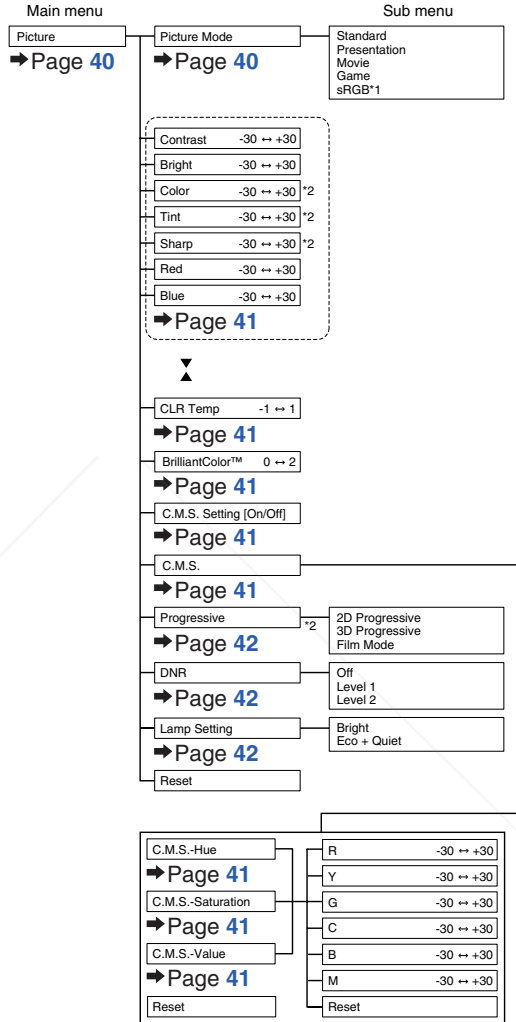 Main menu
Sub menu
Picture
➡Page 40
Picture Mode
➡Page 40
Standard
Presentation
Movie
Game
sRGB*1
Contrast -30 ↔ +30
Bright -30 ↔ +30
Color -30 ↔ +30 *2
Tint -30 ↔ +30 *2
Sharp -30 ↔ +30 *2
Red -30 ↔ +30
Blue -30 ↔ +30
➡Page 41
CLR Temp -1 ↔ 1
➡Page 41
BrilliantColor™ 0 ↔ 2
➡Page 41
C.M.S. Setting [On/Off]
➡Page 41
C.M.S.
➡Page 41
Progressive *2
➡Page 42
2D Progressive
3D Progressive
Film Mode
DNR
➡Page 42
Off
Level 1
Level 2
Lamp Setting
➡Page 42
Bright
Eco + Quiet
Reset
C.M.S.-Hue
➡Page 41
C.M.S.-Saturation
➡Page 41
C.M.S.-Value
➡Page 41
Reset
R -30 ↔ +30
Y -30 ↔ +30
G -30 ↔ +30
C -30 ↔ +30
B -30 ↔ +30
M -30 ↔ +30
Reset